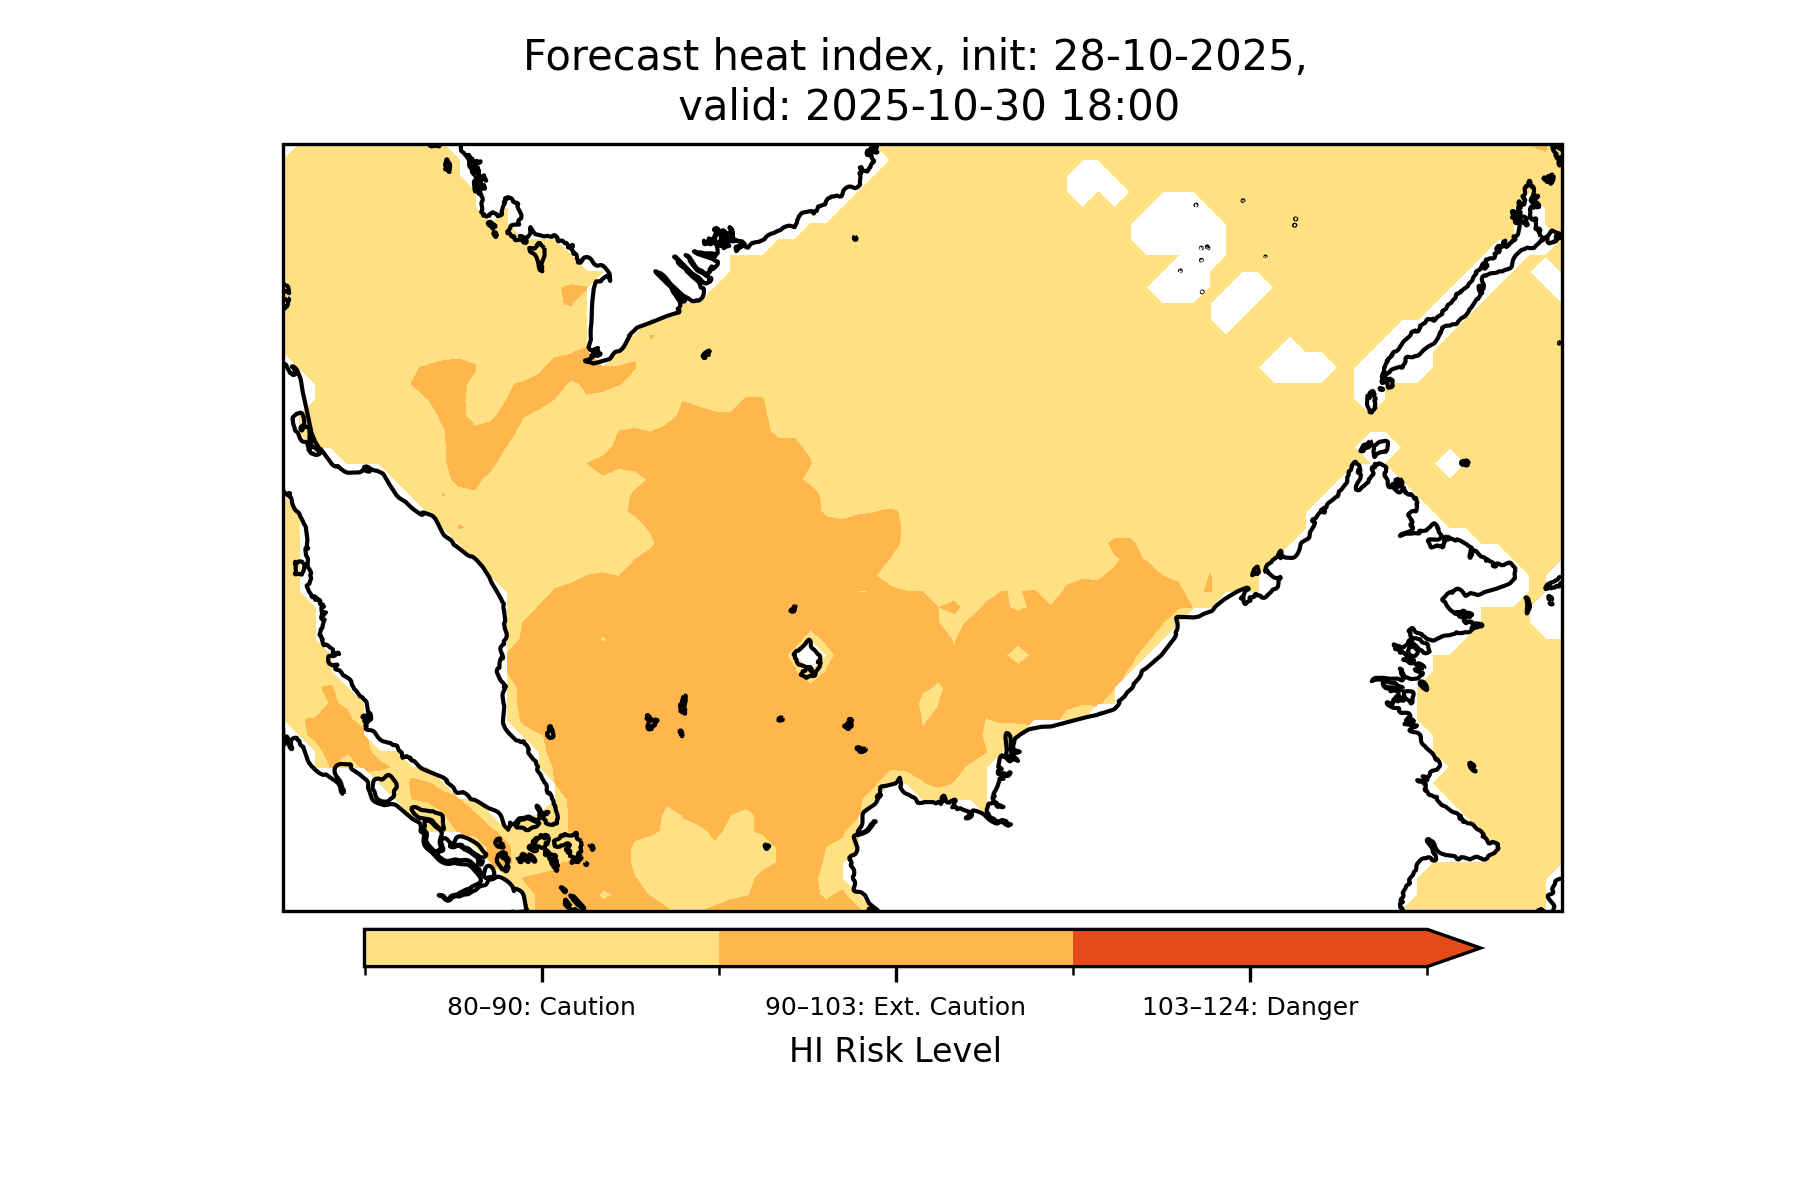 Forecast heat index, init: 28-10-2025,
valid: 2025-10-30 18:00
80–90: Caution
90–103: Ext. Caution
103–124: Danger
HI Risk Level